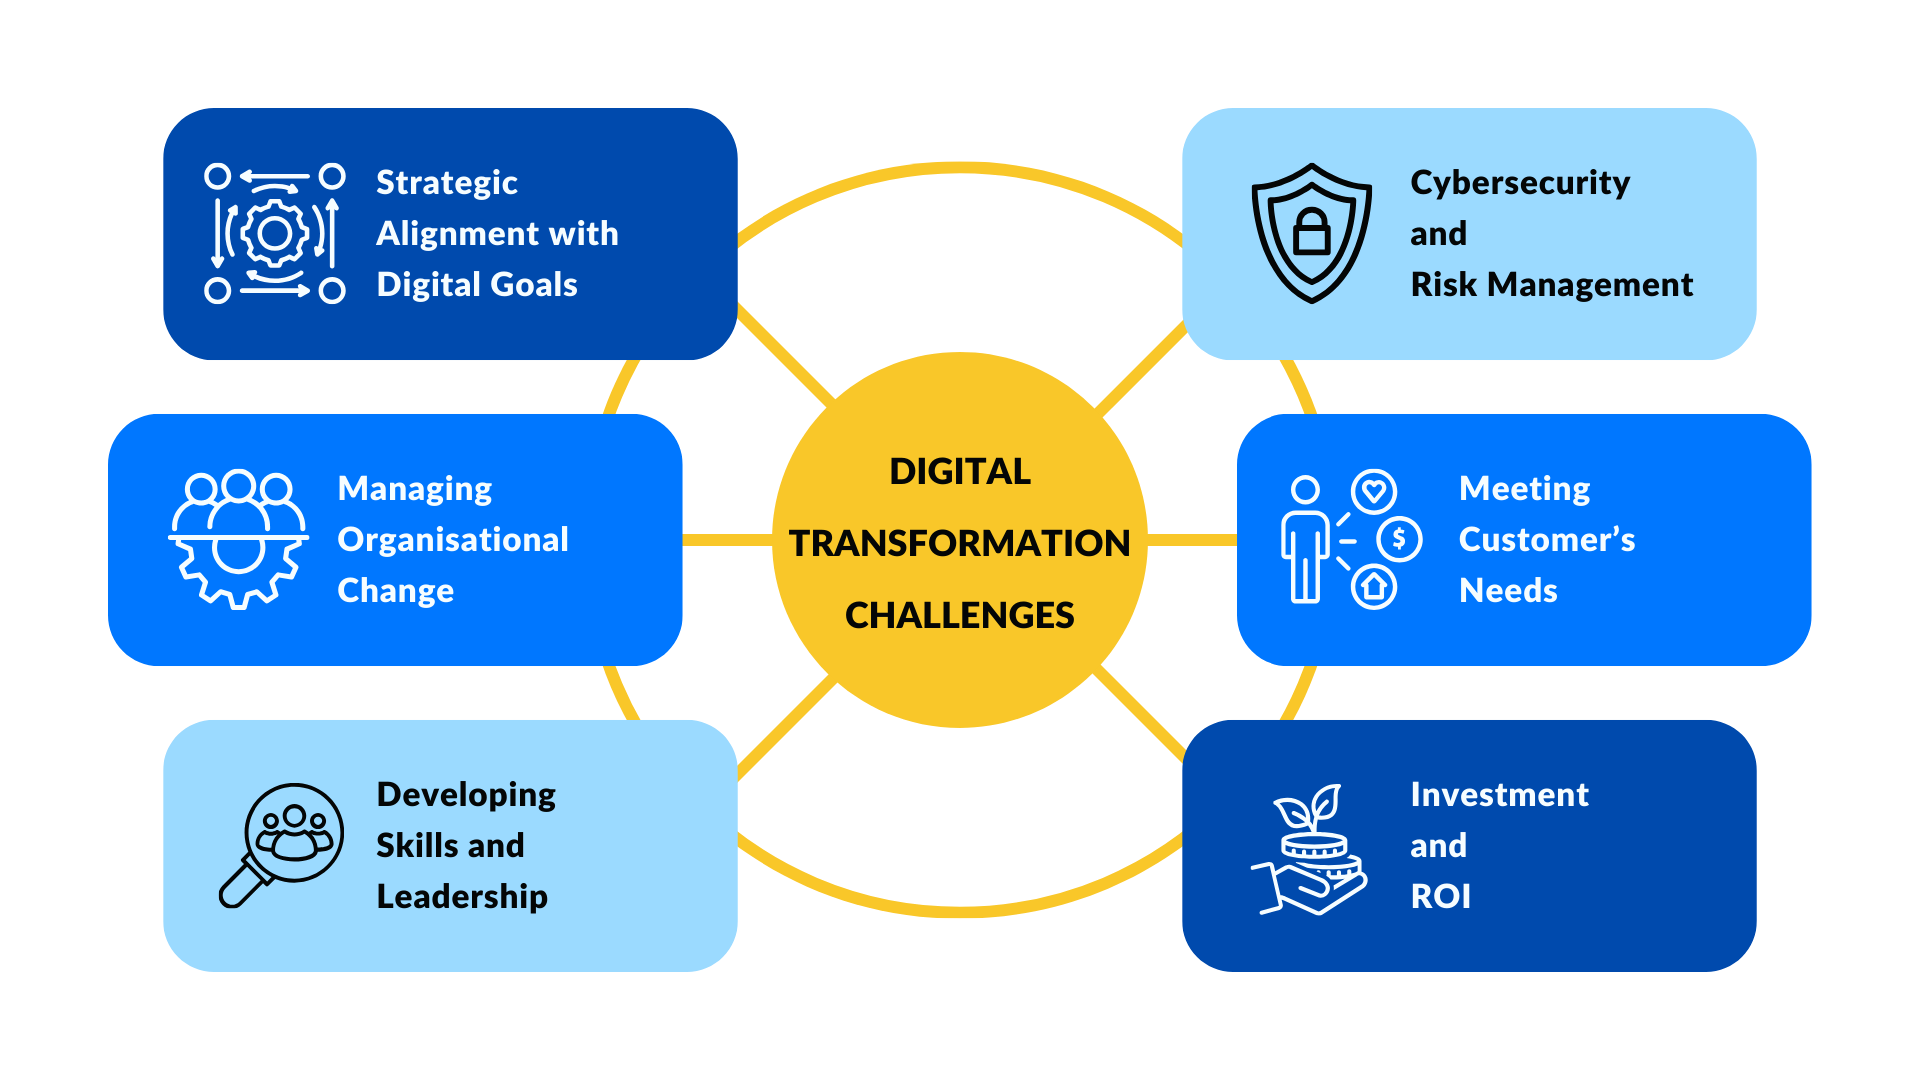 Strategic
Alignment with
Digital Goals
Cybersecurity
and
Risk Management
Managing
Organisational
Change
DIGITAL
TRANSFORMATION
CHALLENGES
Meeting
Customer’s
Needs
$
Developing
Skills and
Leadership
Investment
and
ROI